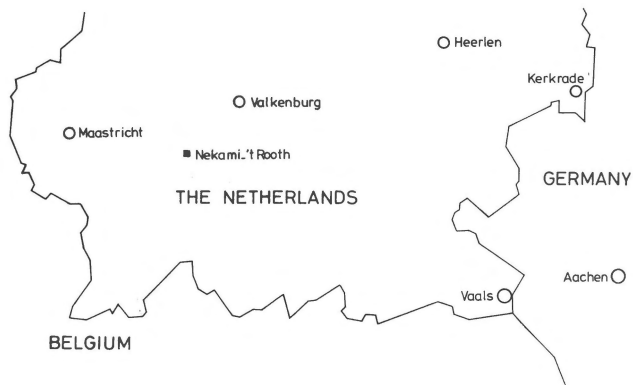 Heerlen
Kerkrade
Valkenburg
Maastricht
Nekami-'t Rooth
GERMANY
THE NETHERLANDS
Aachen
Vaals
BELGIUM